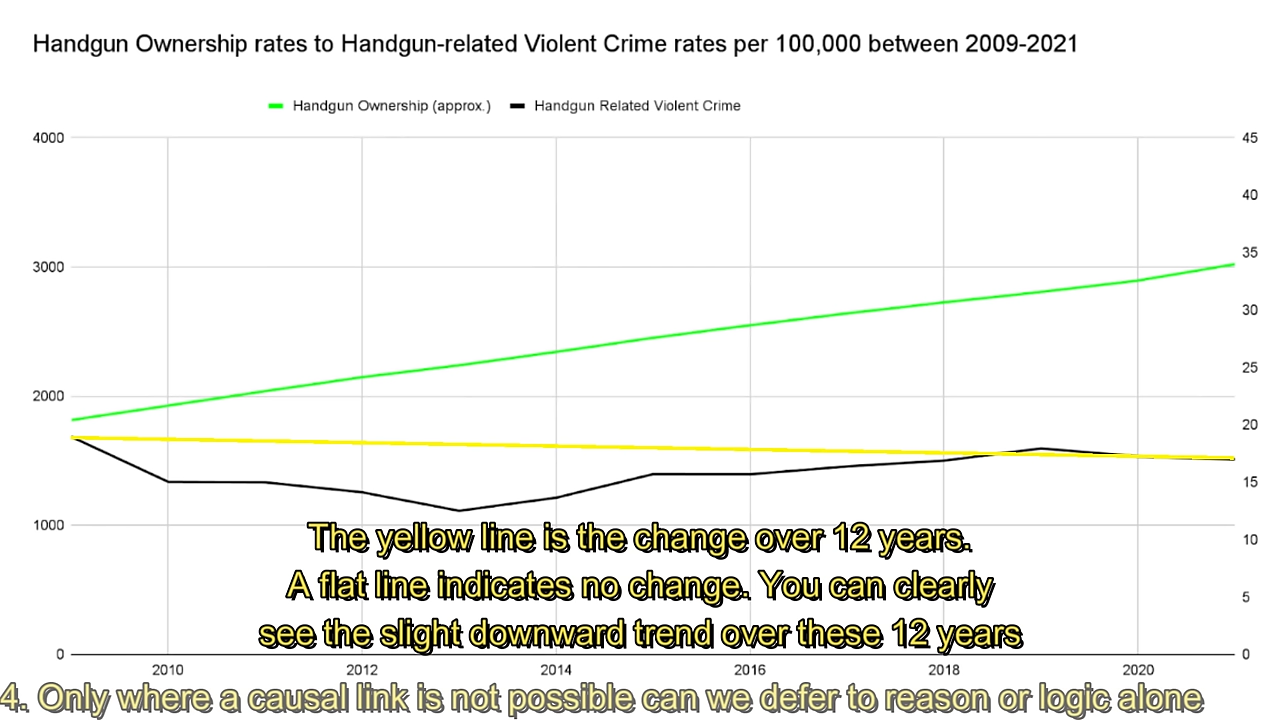 Handgun Ownership rates to Handgun-related Violent Crime rates per 100,000 between 2009-2021
Handgun Ownership (approx.) Handgun Related Violent Crime
4000 45
40
35
3000
30
25
2000
20
15
1000
The yellow line is the change over 12 years.
10
A flat line indicates no change. You can clearly
5
see the slight downward trend over these 12 years
0 0
2010 2012 2014 2016 2018 2020
4. Only where a causal link is not possible can we defer to reason or logic alone